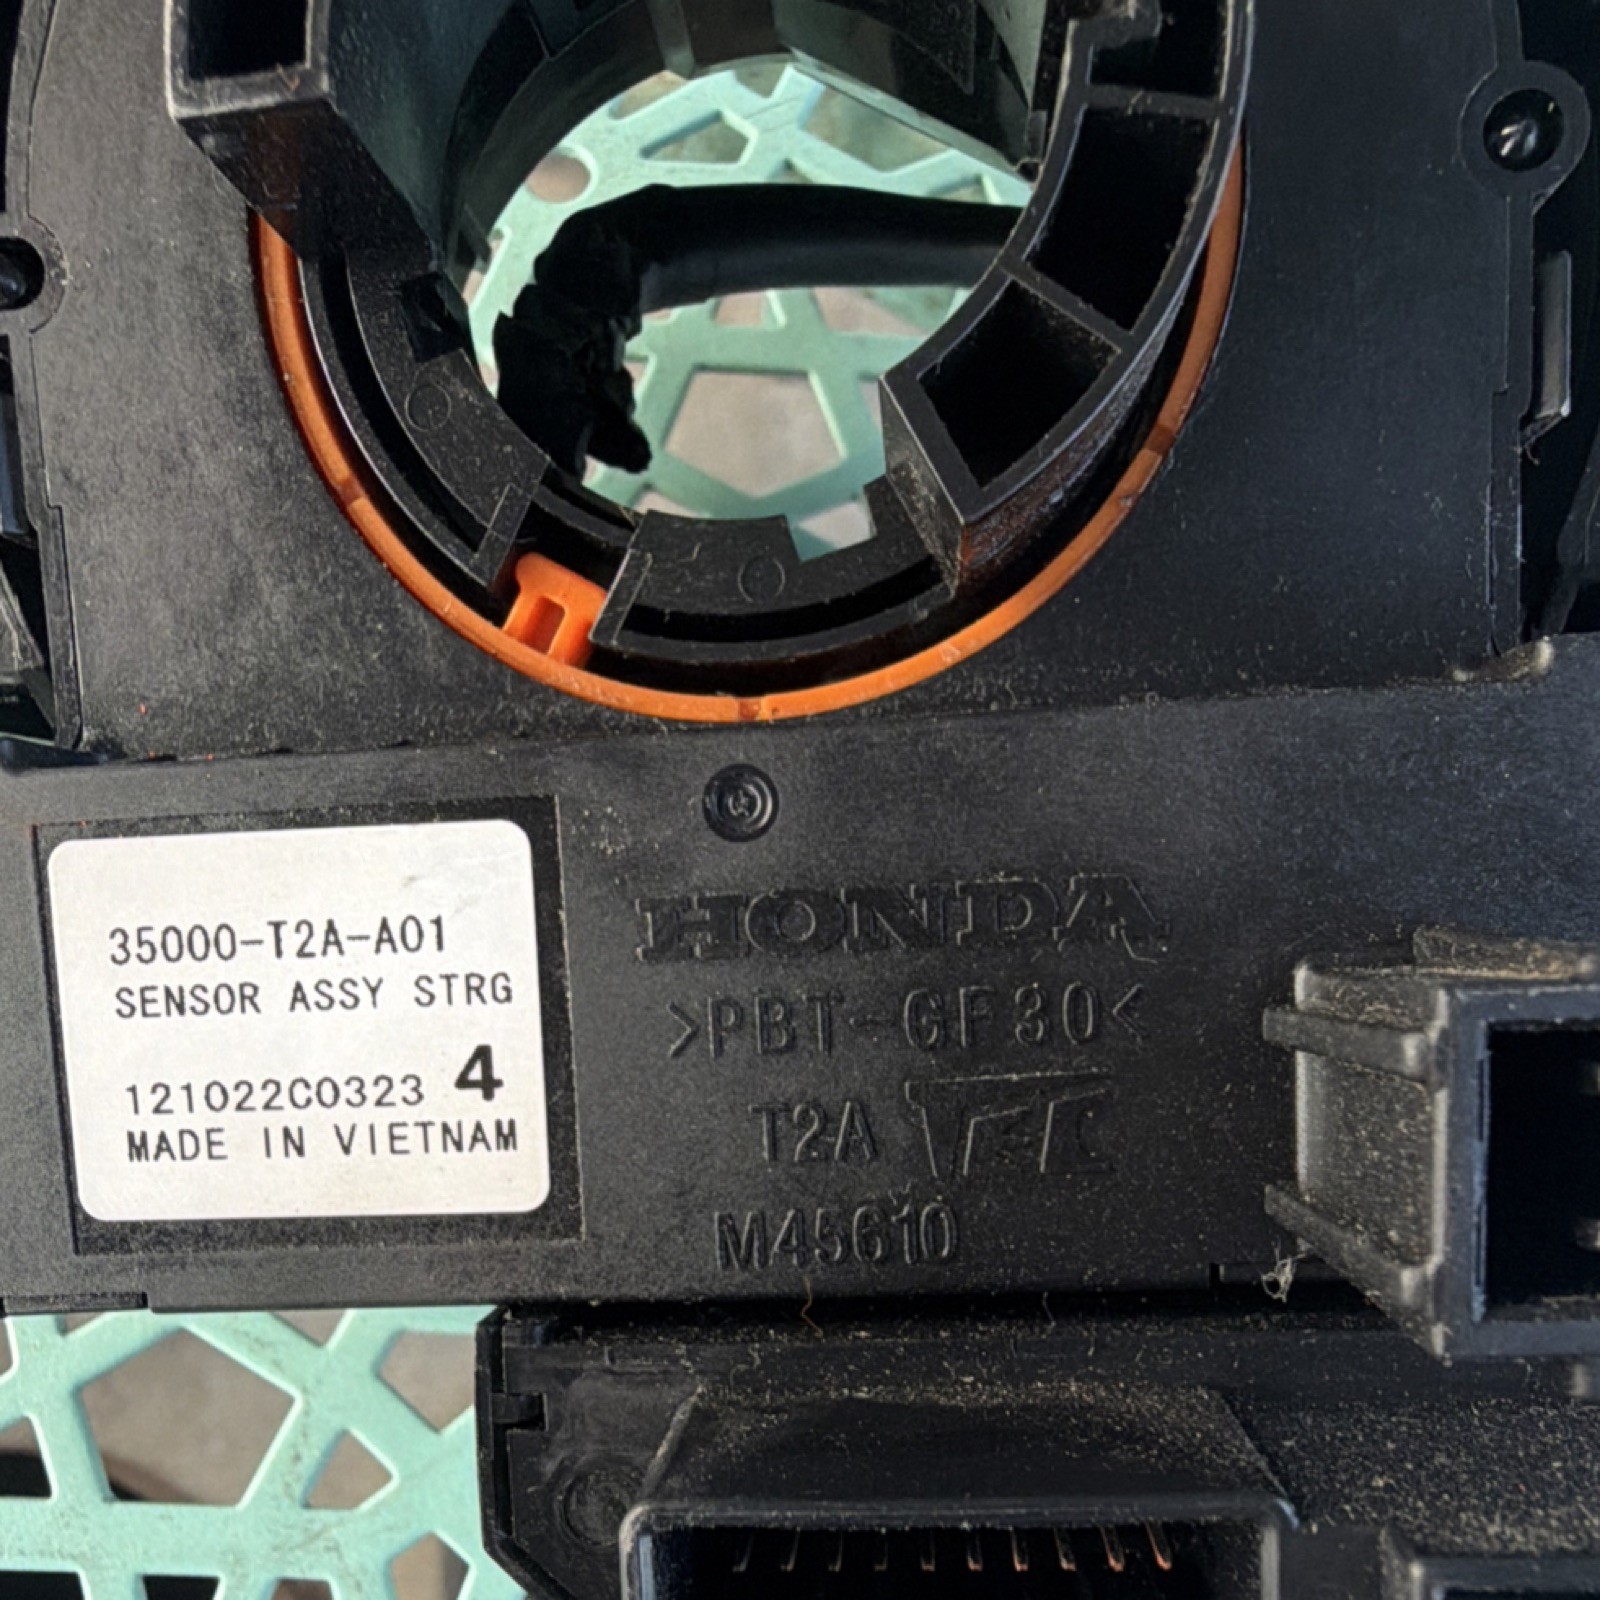 35000-T2A-A01
SENSOR ASSY STRG
121022C0323 4
MADE IN VIETNAM
HONDA
>PBT-GF30<
T2A
M45610